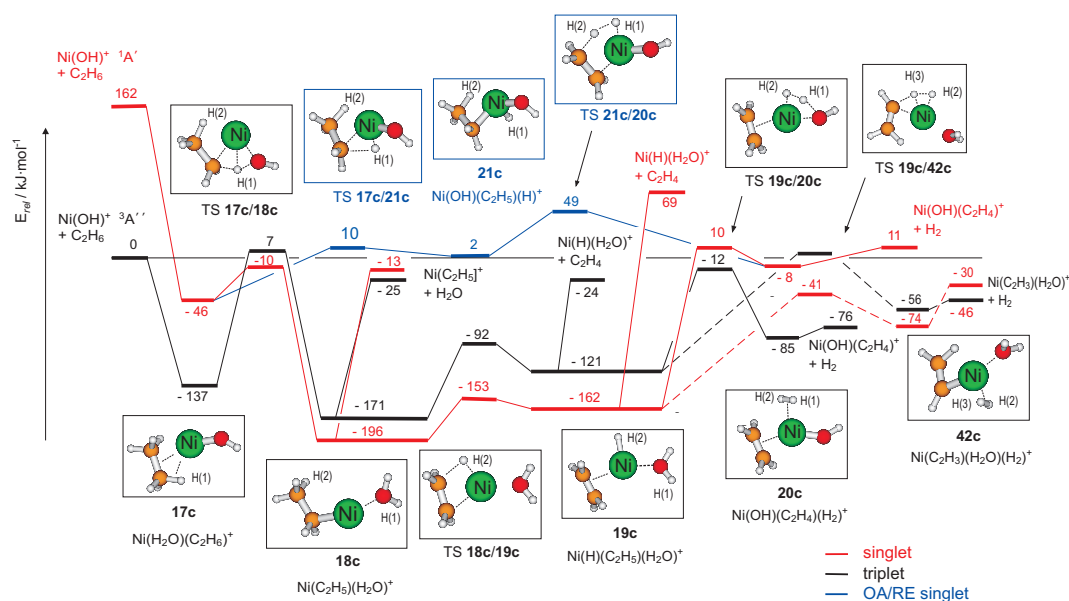 Ni(OH)⁺ ¹A′
+ C₂H₆
162
E_rel / kJ·mol⁻¹
Ni(OH)⁺ ³A′′
+ C₂H₆
0
- 46
- 137
H(2)
Ni
H(1)
TS 17c/18c
H(2)
Ni
H(1)
TS 17c/21c
H(2)
Ni
H(1)
21c
Ni(OH)(C₂H₅)(H)⁺
H(2)
H(1)
Ni
TS 21c/20c
H(2)
H(1)
Ni
TS 19c/20c
H(3)
H(2)
Ni
TS 19c/42c
7
- 10
10
2
49
- 13
- 25
Ni(C₂H₅]⁺
+ H₂O
- 171
- 196
- 92
- 153
Ni(H)(H₂O)⁺
+ C₂H₄
- 24
- 121
- 162
Ni(H)(H₂O)⁺
+ C₂H₄
69
10
- 12
-
- 41
-
- 8
11
Ni(OH)(C₂H₄)⁺
+ H₂
- 85
- 76
Ni(OH)(C₂H₄)⁺
+ H₂
- 56
- 74
- 30
- 46
Ni(C₂H₃)(H₂O)⁺
+ H₂
Ni
H(1)
17c
Ni(H₂O)(C₂H₆)⁺
H(2)
Ni
H(1)
18c
Ni(C₂H₅)(H₂O)⁺
H(2)
Ni
TS 18c/19c
H(2)
Ni
H(1)
19c
Ni(H)(C₂H₅)(H₂O)⁺
H(2)
H(1)
Ni
20c
Ni(OH)(C₂H₄)(H₂)⁺
Ni
H(3)
H(2)
42c
Ni(C₂H₃)(H₂O)(H₂)⁺
singlet
triplet
OA/RE singlet